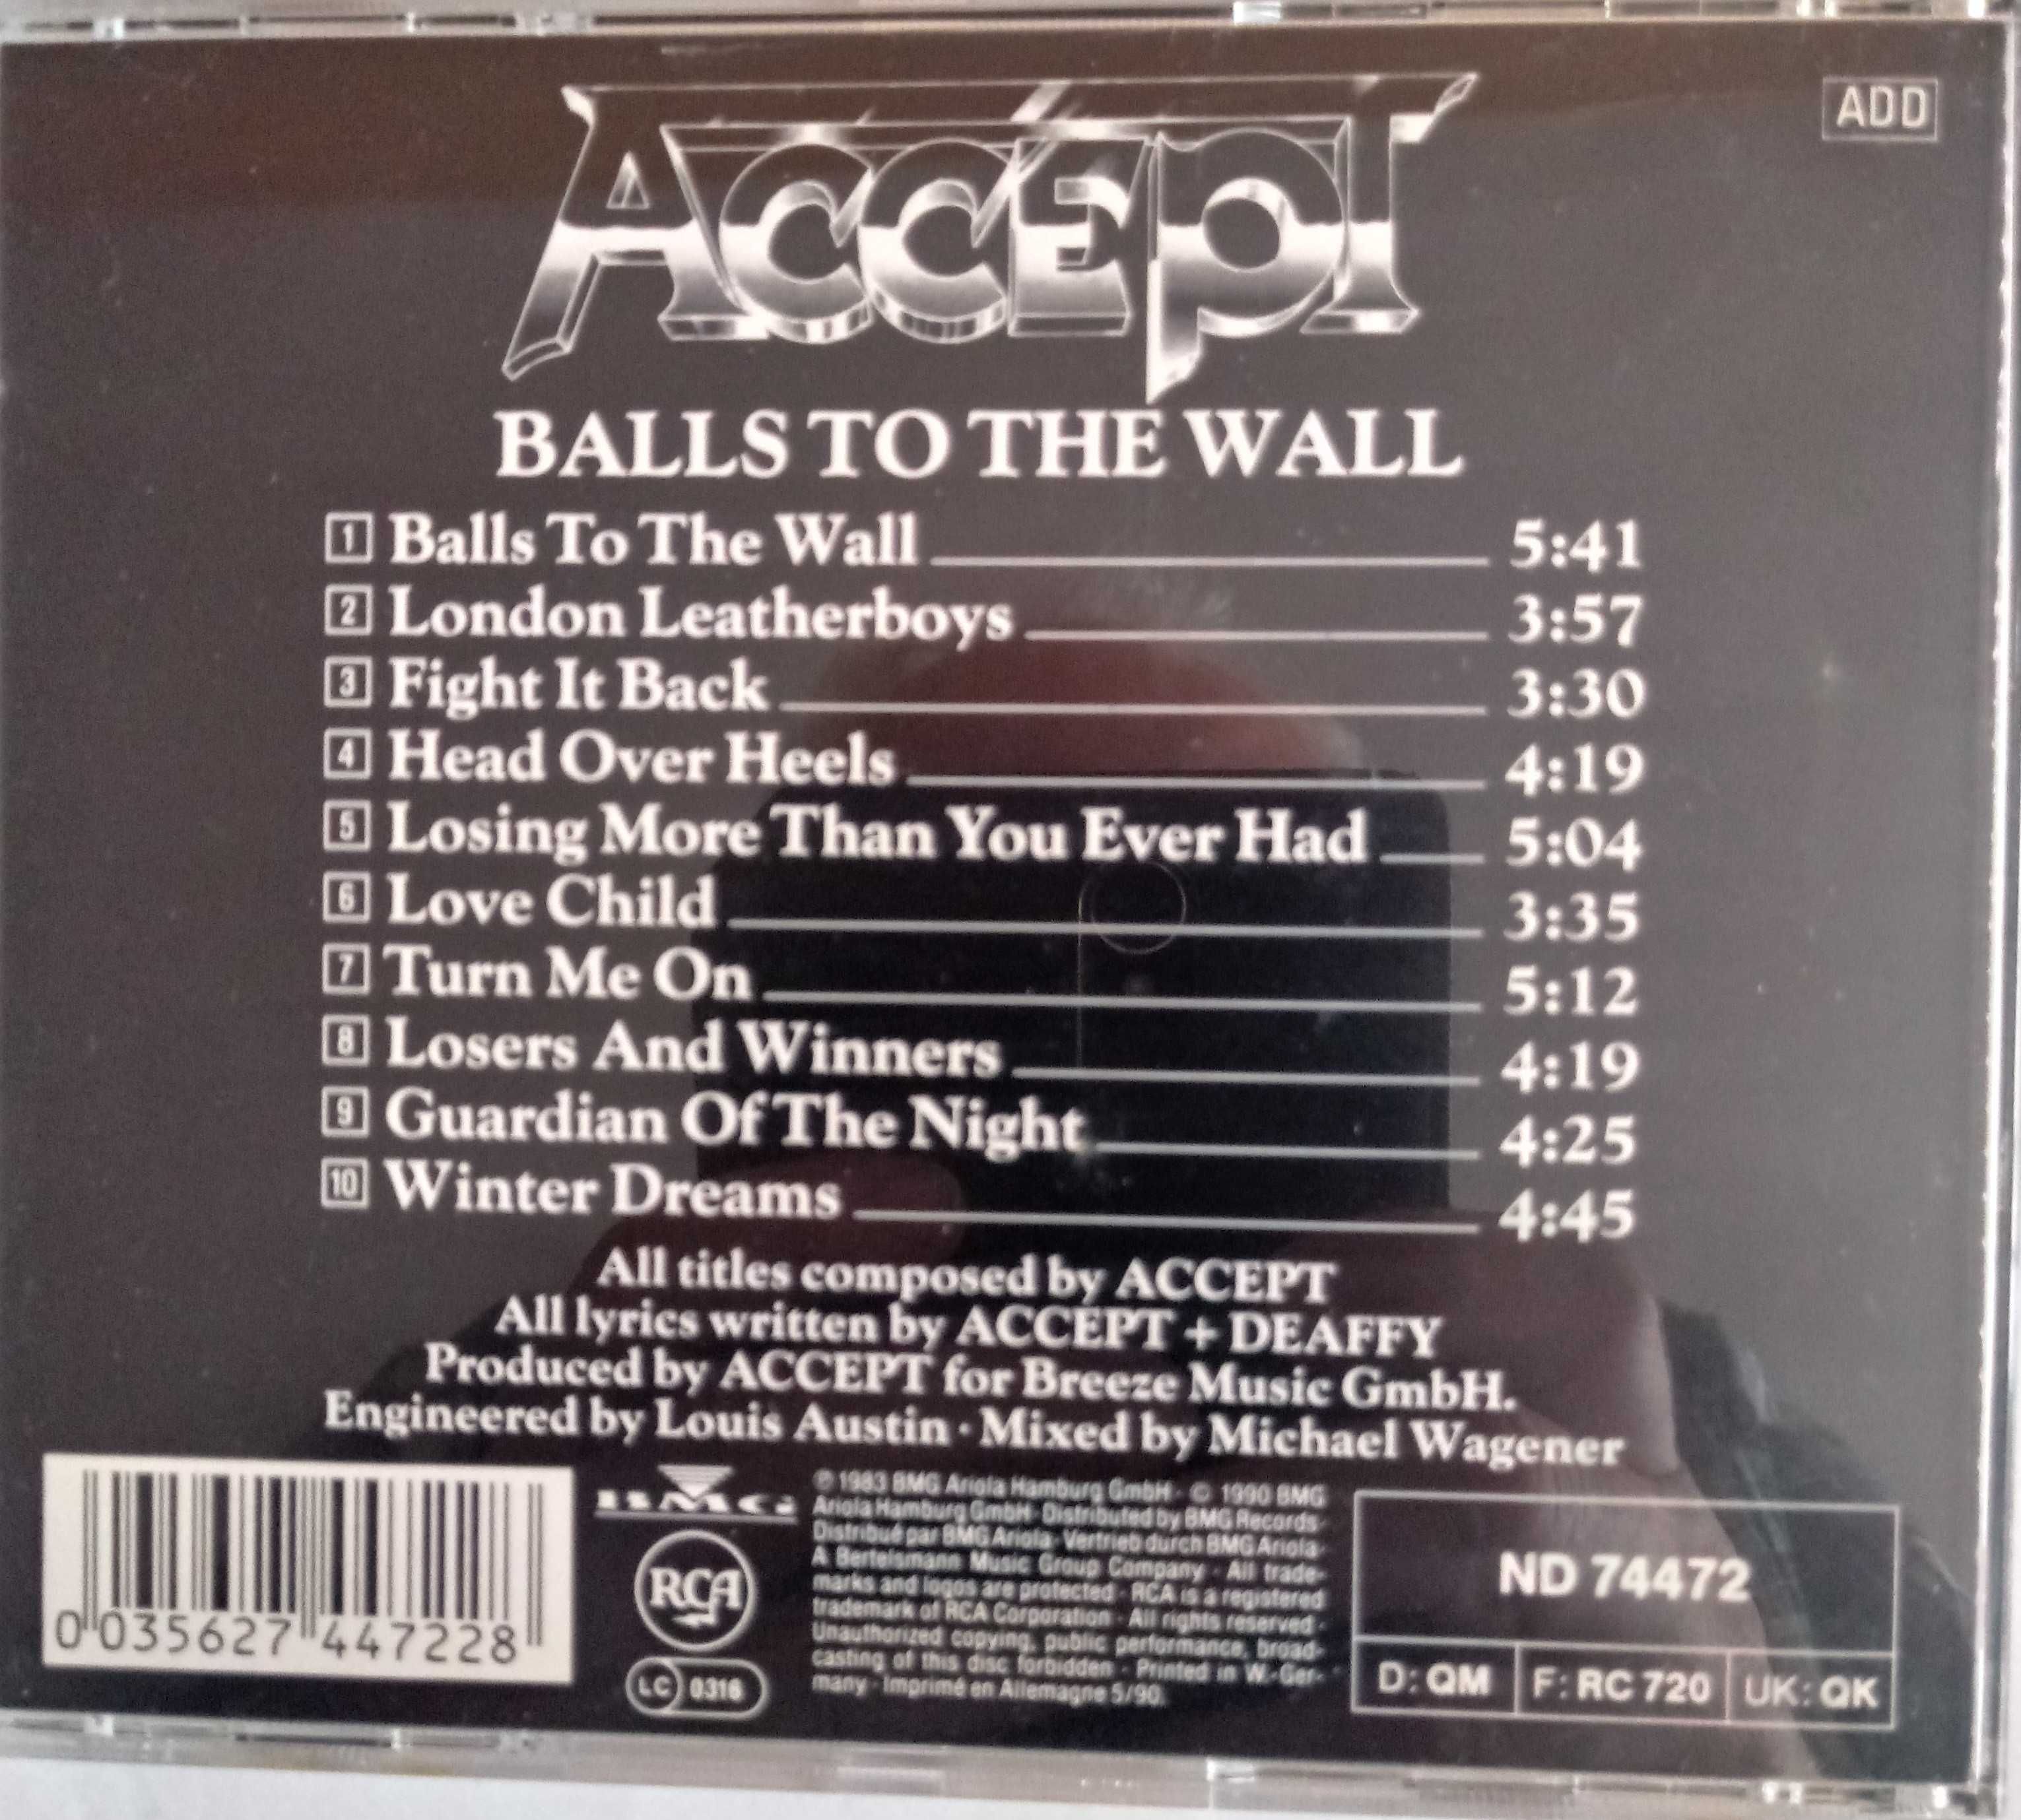 ACCEPT
ADD
BALLS TO THE WALL
1 Balls To The Wall 5:41
2 London Leatherboys 3:57
3 Fight It Back 3:30
4 Head Over Heels 4:19
5 Losing More Than You Ever Had 5:04
6 Love Child 3:35
7 Turn Me On 5:12
8 Losers And Winners 4:19
9 Guardian Of The Night 4:25
10 Winter Dreams 4:45
All titles composed by ACCEPT
All lyrics written by ACCEPT + DEAFFY
Produced by ACCEPT for Breeze Music GmbH.
Engineered by Louis Austin · Mixed by Michael Wagener
0 035627 447228
BMG
RCA
LC 0316
℗ 1983 BMG Ariola Hamburg GmbH · © 1990 BMG
Ariola Hamburg GmbH · Distributed by BMG Records ·
Distribué par BMG Ariola · Vertrieb durch BMG Ariola ·
A Bertelsmann Music Group Company · All trade-
marks and logos are protected · RCA is a registered
trademark of RCA Corporation · All rights reserved ·
Unauthorized copying, public performance, broad-
casting of this disc forbidden · Printed in W.-Ger-
many · Imprimé en Allemagne 5/90.
ND 74472
D: QM F: RC 720 UK: QK